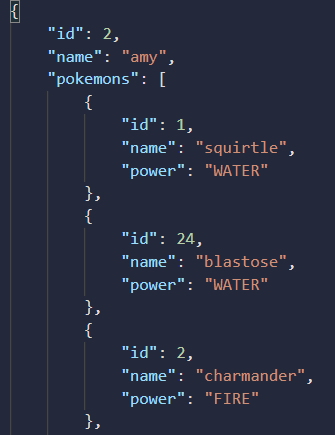 {
"id": 2,
"name": "amy",
"pokemons": [
{
"id": 1,
"name": "squirtle",
"power": "WATER"
},
{
"id": 24,
"name": "blastose",
"power": "WATER"
},
{
"id": 2,
"name": "charmander",
"power": "FIRE"
},